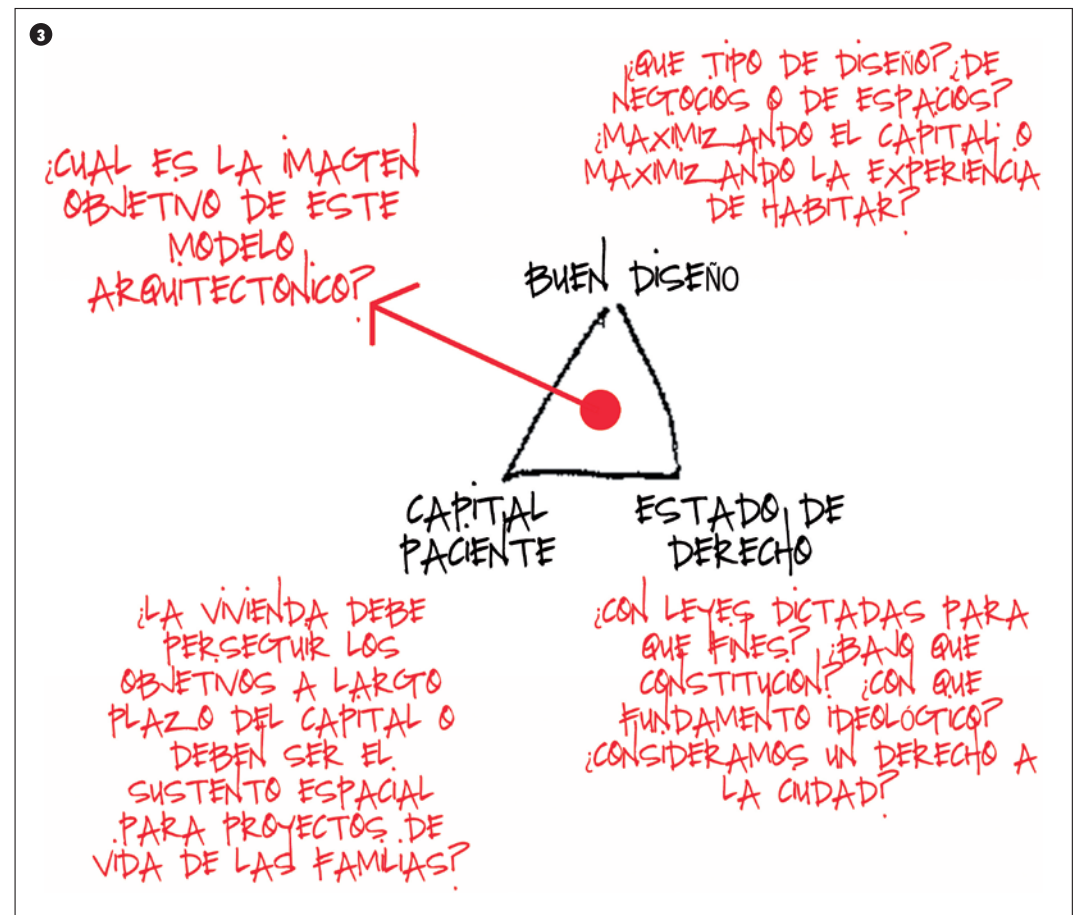 3
¿CUAL ES LA IMAGEN
OBJETIVO DE ESTE
MODELO
ARQUITECTONICO?
¿QUE TIPO DE DISEÑO? ¿DE
NEGOCIOS O DE ESPACIOS?
¿MAXIMIZANDO EL CAPITAL O
MAXIMIZANDO LA EXPERIENCIA
DE HABITAR?
BUEN DISEÑO
CAPITAL
PACIENTE
ESTADO DE
DERECHO
¿LA VIVIENDA DEBE
PERSEGUIR LOS
OBJETIVOS A LARGO
PLAZO DEL CAPITAL O
DEBEN SER EL
SUSTENTO ESPACIAL
PARA PROYECTOS DE
VIDA DE LAS FAMILIAS?
¿CON LEYES DICTADAS PARA
QUE FINES? ¿BAJO QUE
CONSTITUCION? ¿CON QUE
FUNDAMENTO IDEOLÓGICO?
¿CONSIDERAMOS UN DERECHO A
LA CIUDAD?